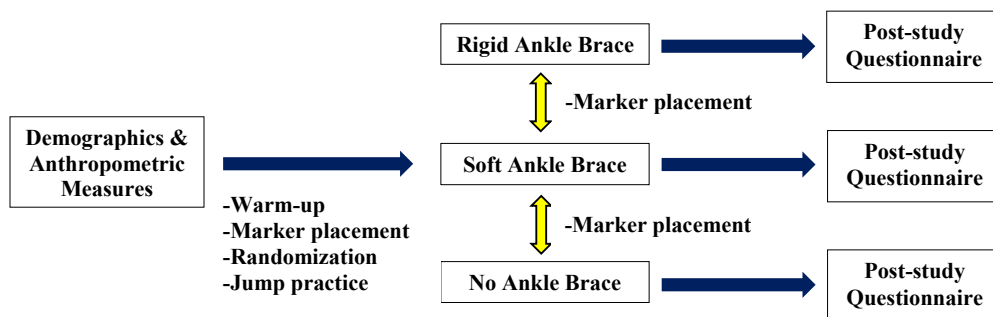 Demographics &
Anthropometric
Measures
-Warm-up
-Marker placement
-Randomization
-Jump practice
Rigid Ankle Brace
-Marker placement
Soft Ankle Brace
-Marker placement
No Ankle Brace
Post-study
Questionnaire
Post-study
Questionnaire
Post-study
Questionnaire